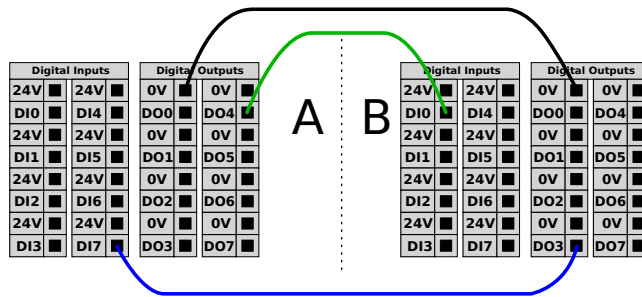 Digital Inputs Digital Outputs Digital Inputs Digital Outputs
24V 24V 0V 0V 24V 24V 0V 0V
DI0 DI4 DO0 DO4 A B DI0 DI4 DO0 DO4
24V 24V 0V 0V 24V 24V 0V 0V
DI1 DI5 DO1 DO5 DI1 DI5 DO1 DO5
24V 24V 0V 0V 24V 24V 0V 0V
DI2 DI6 DO2 DO6 DI2 DI6 DO2 DO6
24V 24V 0V 0V 24V 24V 0V 0V
DI3 DI7 DO3 DO7 DI3 DI7 DO3 DO7